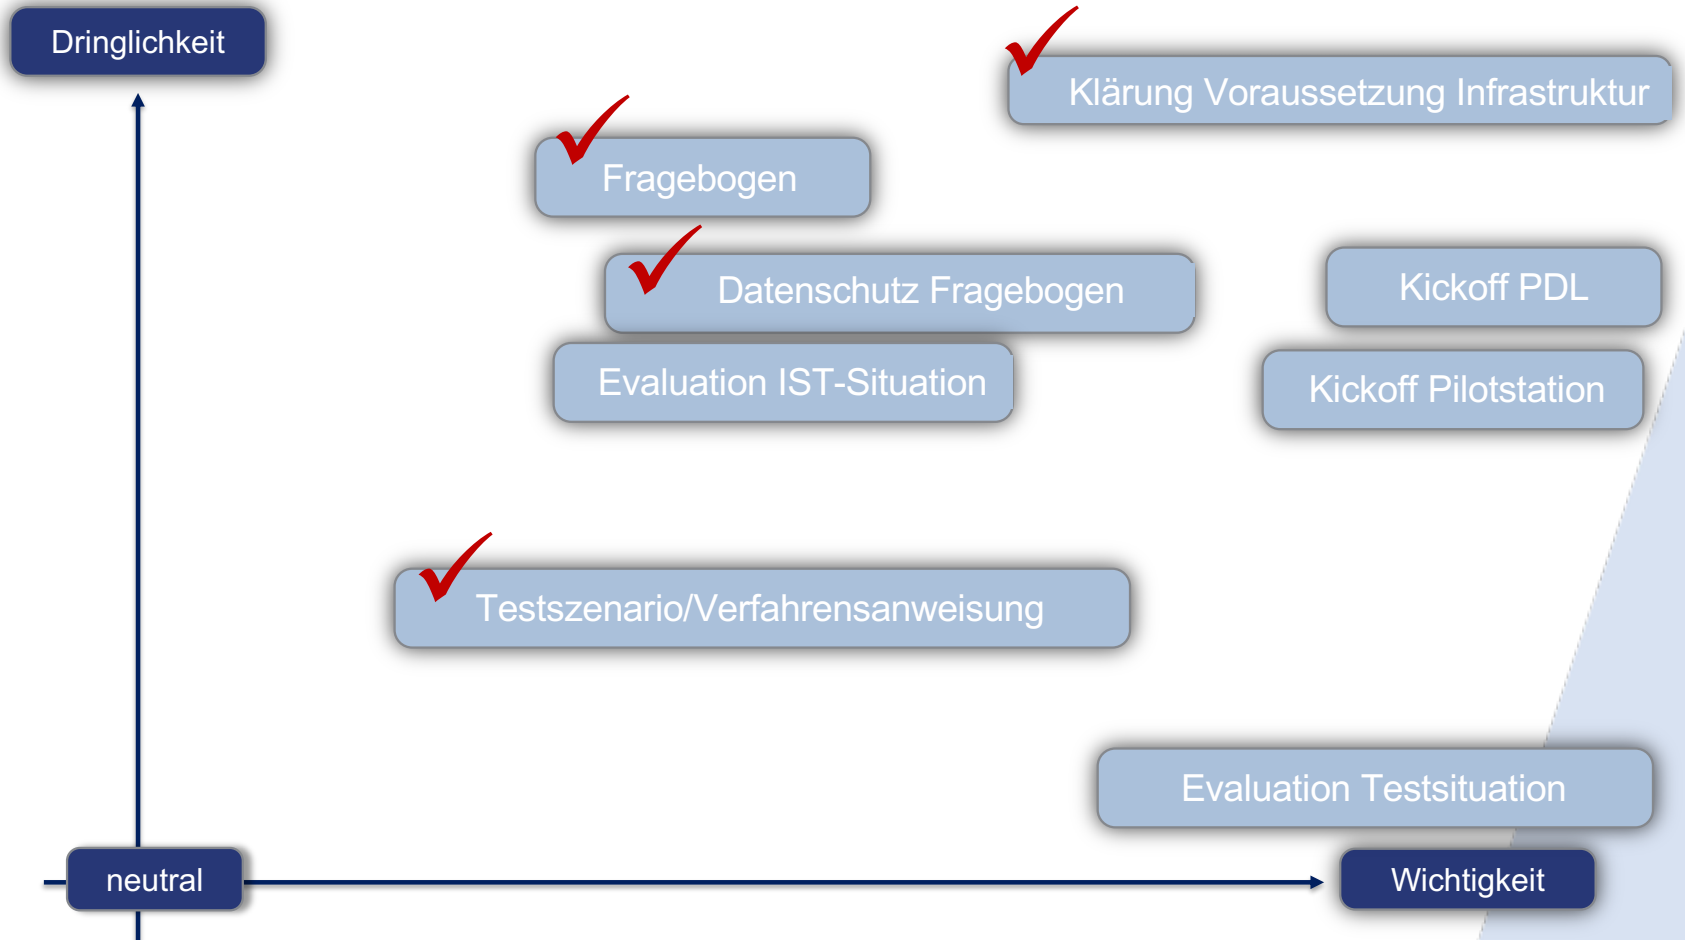 Dringlichkeit
Klärung Voraussetzung Infrastruktur
Fragebogen
Datenschutz Fragebogen
Kickoff PDL
Evaluation IST-Situation
Kickoff Pilotstation
Testszenario/Verfahrensanweisung
Evaluation Testsituation
neutral
Wichtigkeit